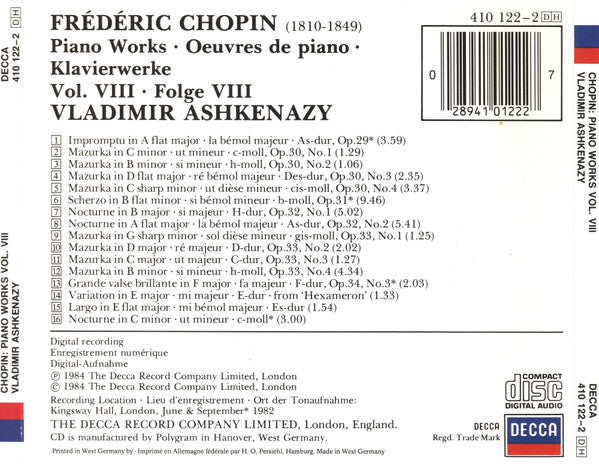 CHOPIN: PIANO WORKS VOL. VIII
VLADIMIR ASHKENAZY
DECCA
410 122-2 DH
FRÉDÉRIC CHOPIN (1810-1849)
Piano Works · Oeuvres de piano ·
Klavierwerke
Vol. VIII · Folge VIII
VLADIMIR ASHKENAZY
410 122-2 DH
0 7
28941 01222
1 Impromptu in A flat major · la bémol majeur · As-dur, Op.29* (3.59)
2 Mazurka in C minor · ut mineur · c-moll, Op.30, No.1 (1.29)
3 Mazurka in B minor · si mineur · h-moll, Op.30, No.2 (1.06)
4 Mazurka in D flat major · ré bémol majeur · Des-dur, Op.30, No.3 (2.35)
5 Mazurka in C sharp minor · ut dièse mineur · cis-moll, Op.30, No.4 (3.37)
6 Scherzo in B flat minor · si bémol mineur · b-moll, Op.31* (9.46)
7 Nocturne in B major · si majeur · H-dur, Op.32, No.1 (5.02)
8 Nocturne in A flat major · la bémol majeur · As-dur, Op.32, No.2 (5.41)
9 Mazurka in G sharp minor · sol dièse mineur · gis-moll, Op.33, No.1 (1.25)
10 Mazurka in D major · ré majeur · D-dur, Op.33, No.2 (2.02)
11 Mazurka in C major · ut majeur · C-dur, Op.33, No.3 (1.27)
12 Mazurka in B minor · si mineur · h-moll, Op.33, No.4 (4.34)
13 Grande valse brillante in F major · fa majeur · F-dur, Op.34, No.3* (2.03)
14 Variation in E major · mi majeur · E-dur · from 'Hexameron' (1.33)
15 Largo in E flat major · mi bémol majeur · Es-dur (1.54)
16 Nocturne in C minor · ut mineur · c-moll* (3.00)
Digital recording
Enregistrement numérique
Digital-Aufnahme
℗ 1984 The Decca Record Company Limited, London
© 1984 The Decca Record Company Limited, London
Recording Location · Lieu d'enregistrement · Ort der Tonaufnahme:
Kingsway Hall, London, June & September* 1982
THE DECCA RECORD COMPANY LIMITED, London, England.
CD is manufactured by Polygram in Hanover, West Germany.
Printed in West Germany by · Imprimé en Allemagne fédérale par H. O. Persiehl, Hamburg. Made in West Germany.
COMPACT
disc
DIGITAL AUDIO
DECCA
Regd. Trade Mark
DECCA
CHOPIN: PIANO WORKS VOL. VIII
VLADIMIR ASHKENAZY
DECCA
410 122-2 DH